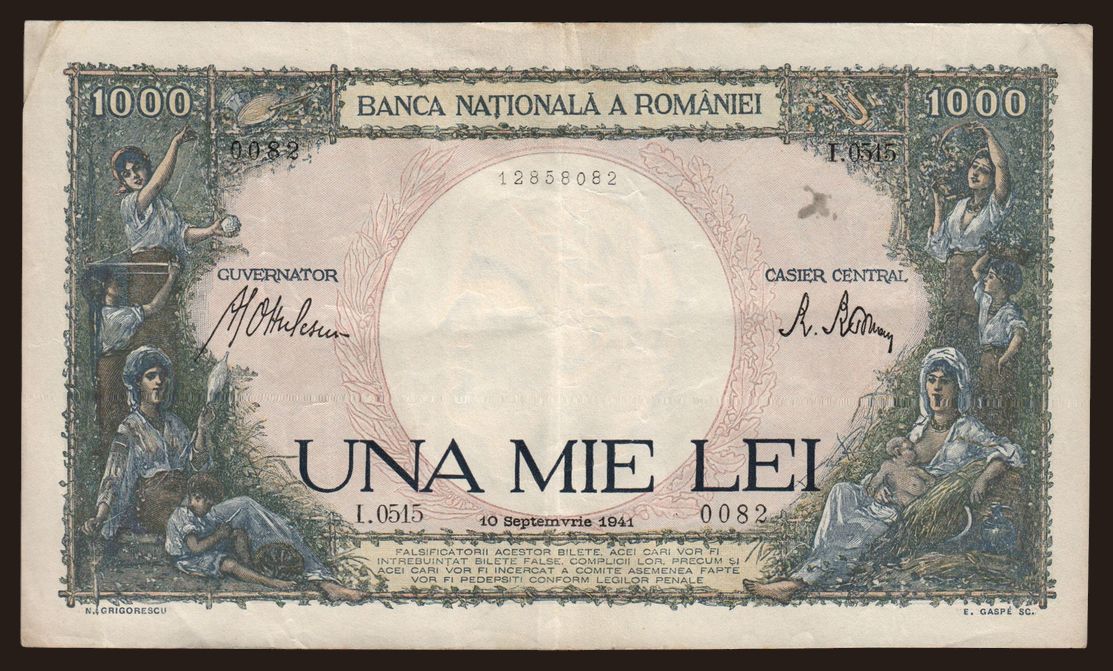 1000 BANCA NAȚIONALĂ A ROMÂNIEI 1000
0082 I.0515
12858082
GUVERNATOR CASIER CENTRAL
UNA MIE LEI
I.0515 10 Septemvrie 1941 0082
FALSIFICATORII ACESTOR BILETE, ACEI CARI VOR FI
INTREBUINȚAT BILETE FALSE, COMPLICII LOR, PRECUM ȘI
ACEI CARI VOR FI INCERCAT A COMITE ASEMENEA FAPTE
VOR FI PEDEPSIȚI CONFORM LEGILOR PENALE
N. GRIGORESCU E. GASPÉ SC.